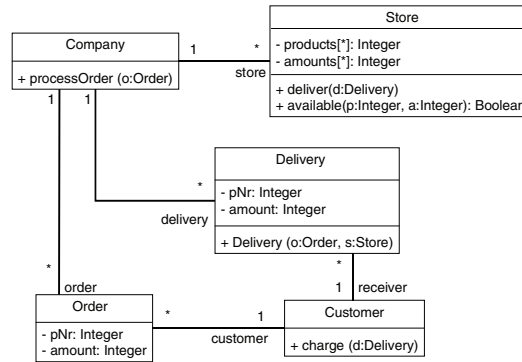 Company
+ processOrder (o:Order)
1
*
store
Store
- products[*]: Integer
- amounts[*]: Integer
+ deliver(d:Delivery)
+ available(p:Integer, a:Integer): Boolean
1
1
*
delivery
Delivery
- pNr: Integer
- amount: Integer
+ Delivery (o:Order, s:Store)
*
order
*
1
receiver
Order
- pNr: Integer
- amount: Integer
*
1
customer
Customer
+ charge (d:Delivery)